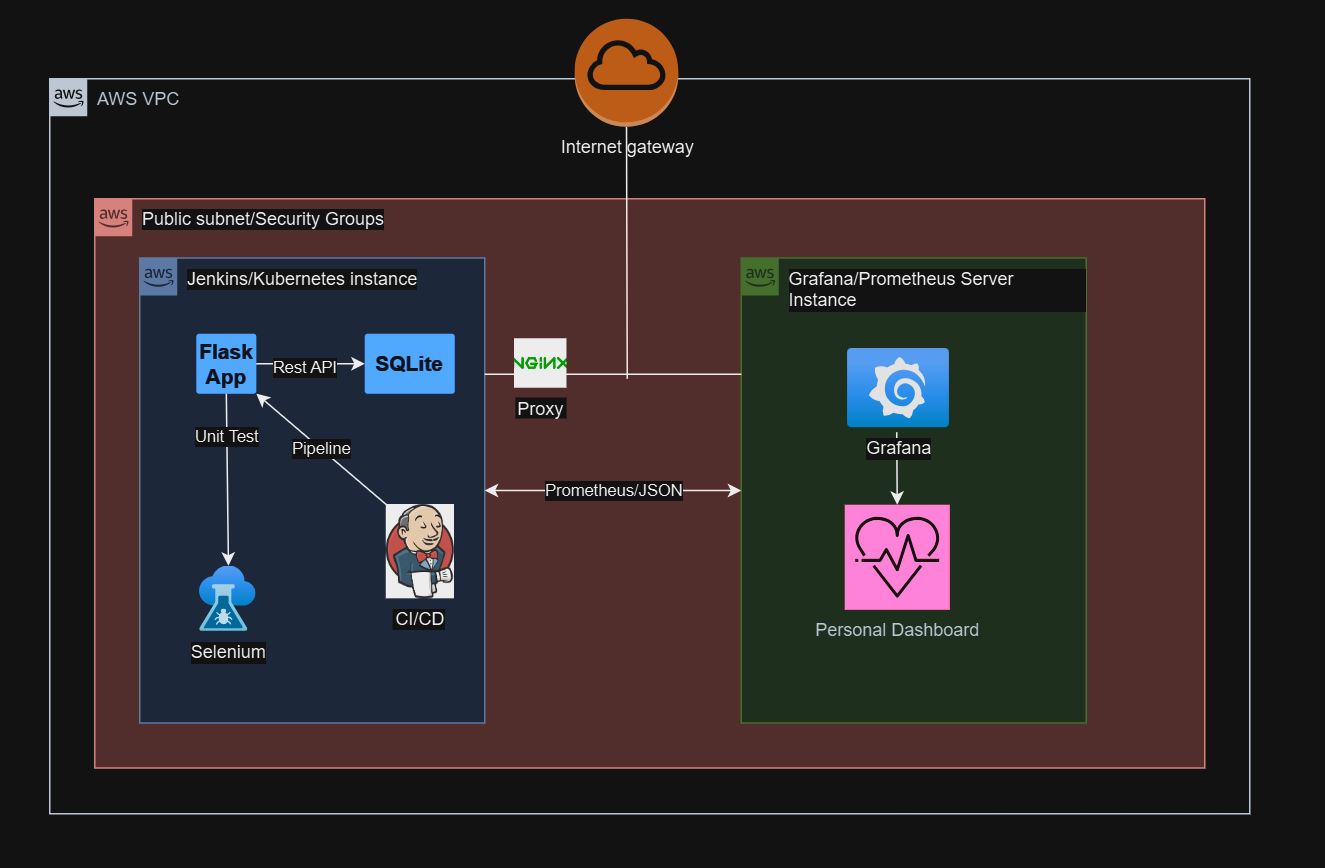 aws
AWS VPC
Internet gateway
aws
Public subnet/Security Groups
aws
Jenkins/Kubernetes instance
Flask
App
Rest API
SQLite
Unit Test
Pipeline
CI/CD
Selenium
NGINX
Proxy
Prometheus/JSON
aws
Grafana/Prometheus Server
Instance
Grafana
Personal Dashboard